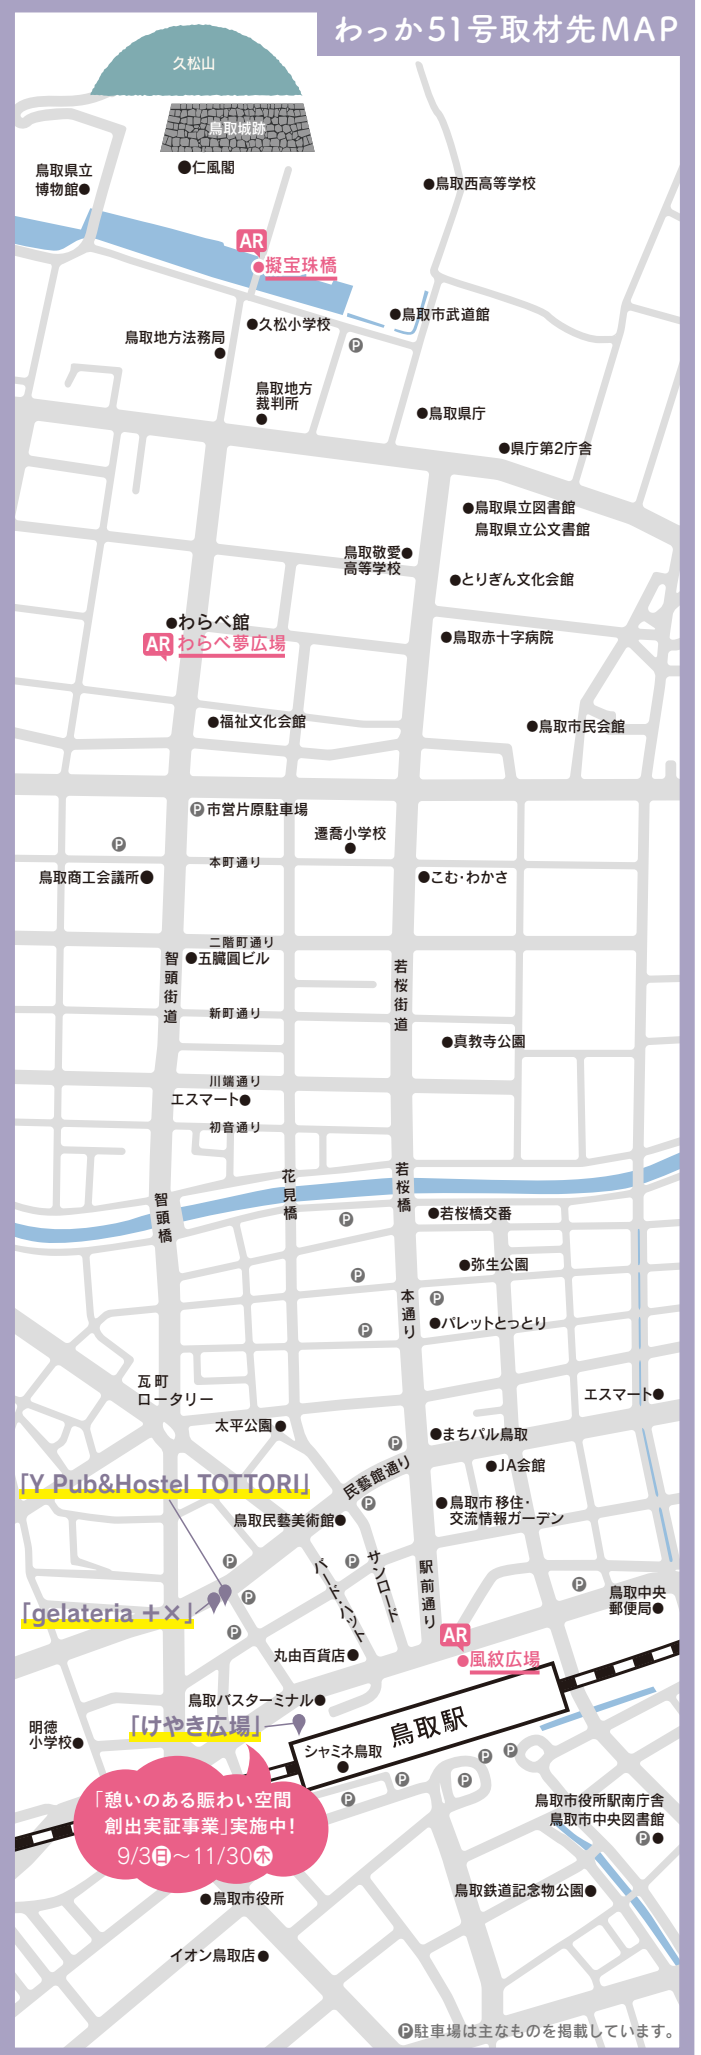 わっか51号取材先MAP
久松山
鳥取城跡
鳥取県立
博物館
仁風閣
鳥取西高等学校
AR
擬宝珠橋
鳥取市武道館
久松小学校
鳥取地方法務局
P
鳥取地方
裁判所
鳥取県庁
県庁第2庁舎
鳥取県立図書館
鳥取県立公文書館
鳥取敬愛
高等学校
とりぎん文化会館
わらべ館
AR わらべ夢広場
鳥取赤十字病院
福祉文化会館
鳥取市民会館
P 市営片原駐車場
遷喬小学校
P
本町通り
鳥取商工会議所
こむ・わかさ
二階町通り
智頭街道
五臓圓ビル
若桜街道
新町通り
真教寺公園
川端通り
エスマート
初音通り
花見橋
若桜橋
智頭橋
P
若桜橋交番
弥生公園
P
本通り
P
パレットとっとり
P
瓦町
ロータリー
エスマート
太平公園
まちパル鳥取
P
民藝館通り
JA会館
「Y Pub&Hostel TOTTORI」
P
鳥取市 移住・
交流情報ガーデン
鳥取民藝美術館
P
P
バード・ハット
サンロード
駅前通り
P
鳥取中央
郵便局
P
「gelateria +×」
P
AR
風紋広場
丸由百貨店
鳥取バスターミナル
「けやき広場」
明徳
小学校
鳥取駅
シャミネ鳥取
P
P
P
P
P
「憩いのある賑わい空間
創出実証事業」実施中！
9/3日〜11/30木
鳥取市役所駅南庁舎
鳥取市中央図書館
P
鳥取鉄道記念物公園
鳥取市役所
イオン鳥取店
P駐車場は主なものを掲載しています。